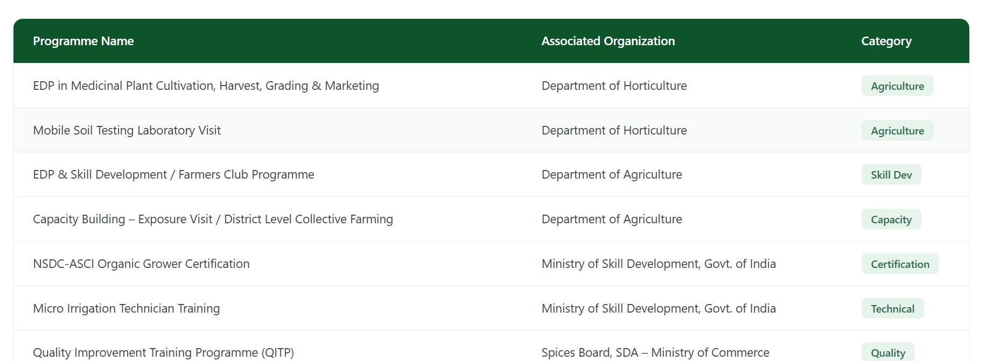 Programme Name Associated Organization Category
EDP in Medicinal Plant Cultivation, Harvest, Grading & Marketing Department of Horticulture Agriculture
Mobile Soil Testing Laboratory Visit Department of Horticulture Agriculture
EDP & Skill Development / Farmers Club Programme Department of Agriculture Skill Dev
Capacity Building – Exposure Visit / District Level Collective Farming Department of Agriculture Capacity
NSDC-ASCI Organic Grower Certification Ministry of Skill Development, Govt. of India Certification
Micro Irrigation Technician Training Ministry of Skill Development, Govt. of India Technical
Quality Improvement Training Programme (QITP) Spices Board, SDA – Ministry of Commerce Quality